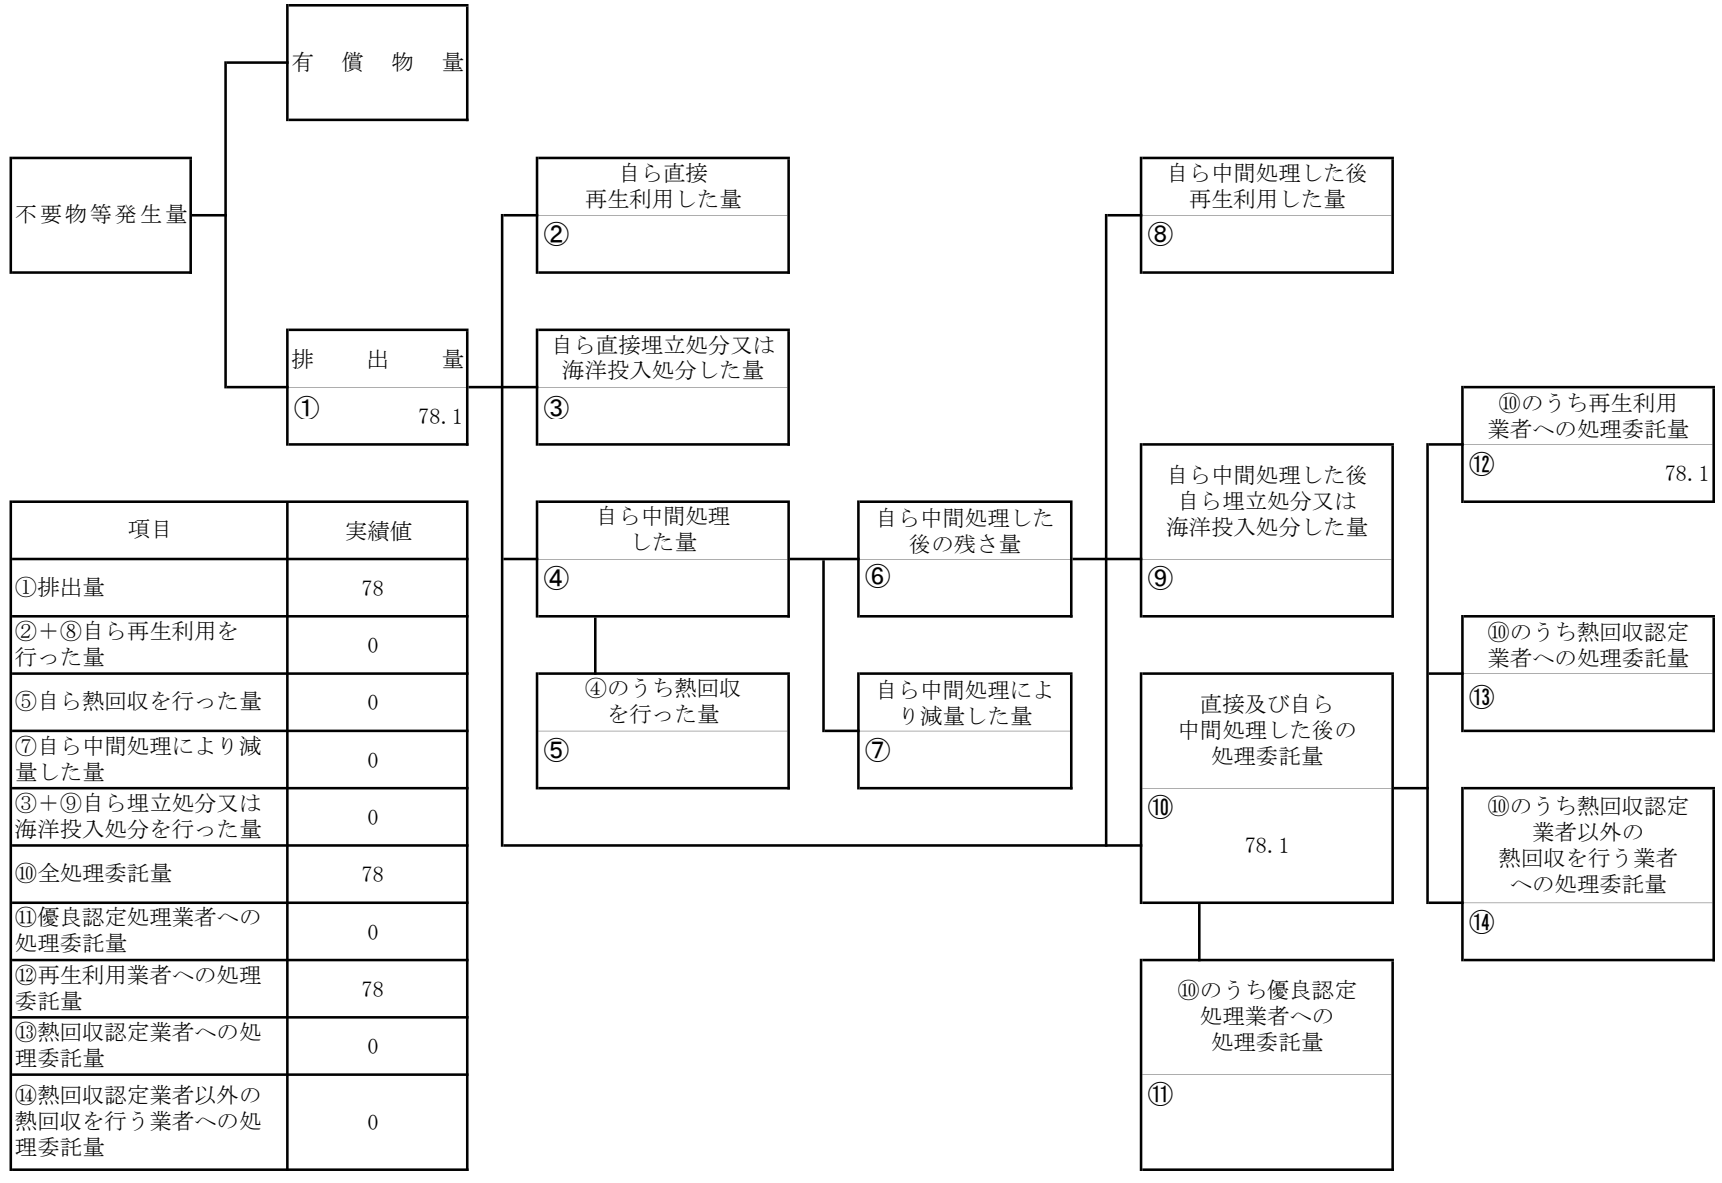 有償物量
不要物等発生量
自ら直接
再生利用した量
②
自ら中間処理した後
再生利用した量
⑧
排出量
①
78.1
自ら直接埋立処分又は
海洋投入処分した量
③
⑩のうち再生利用
業者への処理委託量
⑫
78.1
自ら中間処理
した量
④
自ら中間処理した
後の残さ量
⑥
自ら中間処理した後
自ら埋立処分又は
海洋投入処分した量
⑨
⑩のうち熱回収認定
業者への処理委託量
⑬
④のうち熱回収
を行った量
⑤
自ら中間処理によ
り減量した量
⑦
直接及び自ら
中間処理した後の
処理委託量
⑩
78.1
⑩のうち熱回収認定
業者以外の
熱回収を行う業者
への処理委託量
⑭
⑩のうち優良認定
処理業者への
処理委託量
⑪
項目 実績値
①排出量 78
②+⑧自ら再生利用を
行った量 0
⑤自ら熱回収を行った量 0
⑦自ら中間処理により減
量した量 0
③+⑨自ら埋立処分又は
海洋投入処分を行った量 0
⑩全処理委託量 78
⑪優良認定処理業者への
処理委託量 0
⑫再生利用業者への処理
委託量 78
⑬熱回収認定業者への処
理委託量 0
⑭熱回収認定業者以外の
熱回収を行う業者への処
理委託量 0